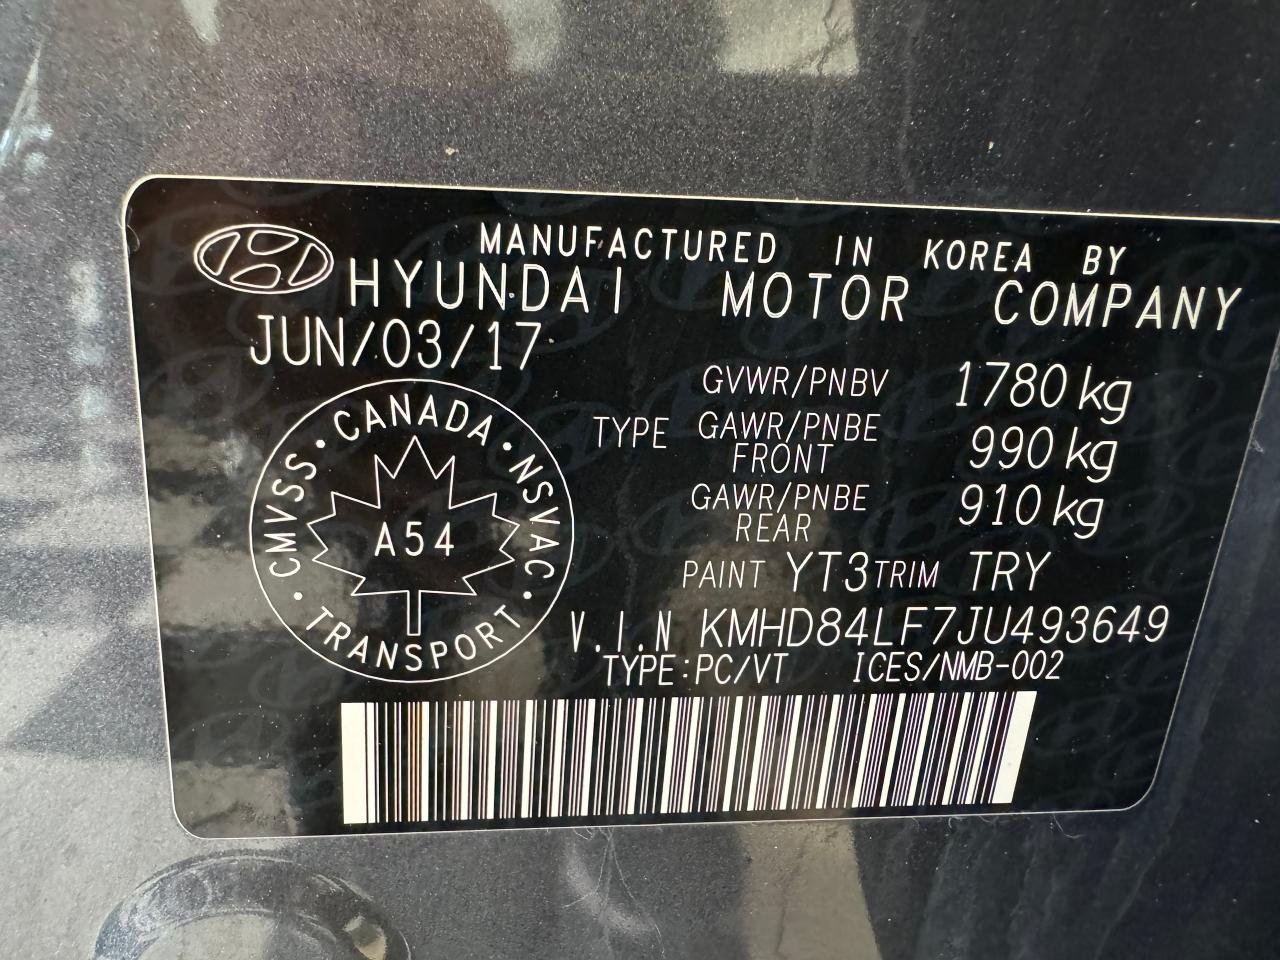 MANUFACTURED IN KOREA BY
HYUNDAI MOTOR COMPANY
JUN/03/17
GVWR/PNBV 1780 kg
TYPE GAWR/PNBE FRONT 990 kg
GAWR/PNBE REAR 910 kg
PAINT YT3 TRIM TRY
V.I.N KMHD84LF7JU493649
TYPE:PC/VT ICES/NMB-002
CMVSS · CANADA · NSVAC · TRANSPORT ·
A54